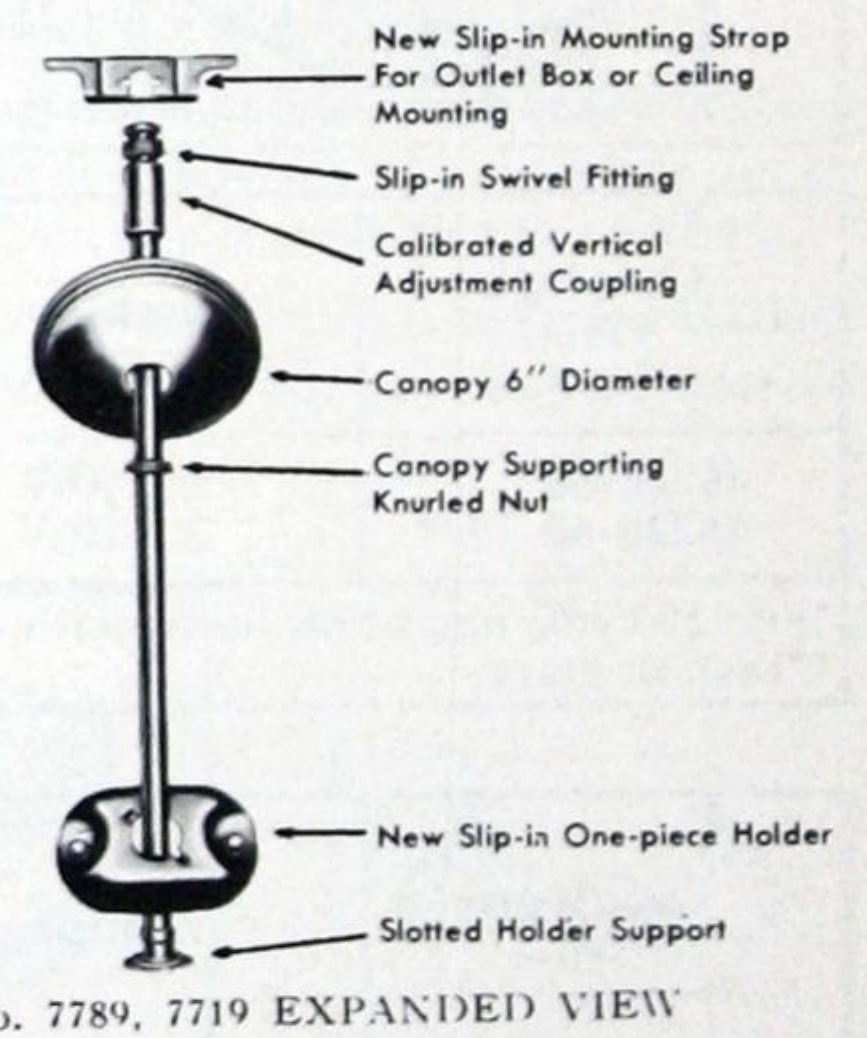 New Slip-in Mounting Strap
For Outlet Box or Ceiling
Mounting
Slip-in Swivel Fitting
Calibrated Vertical
Adjustment Coupling
Canopy 6" Diameter
Canopy Supporting
Knurled Nut
New Slip-in One-piece Holder
Slotted Holder Support
. 7789, 7719 EXPANDED VIEW